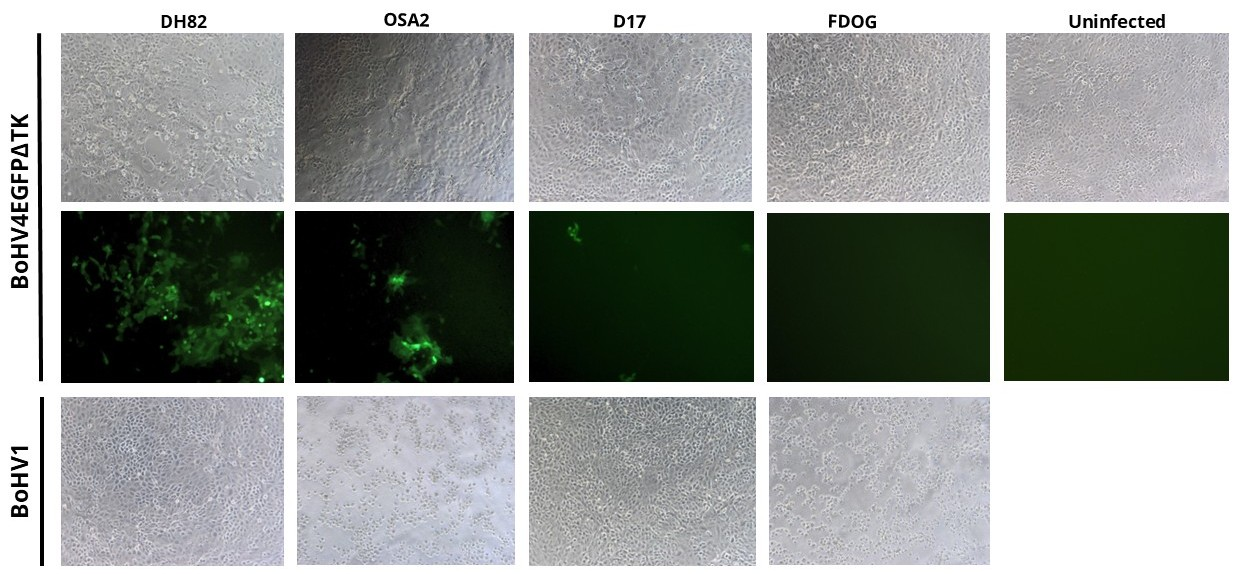 DH82
OSA2
D17
FDOG
Uninfected
BoHV4EGFPΔTK
BoHV1